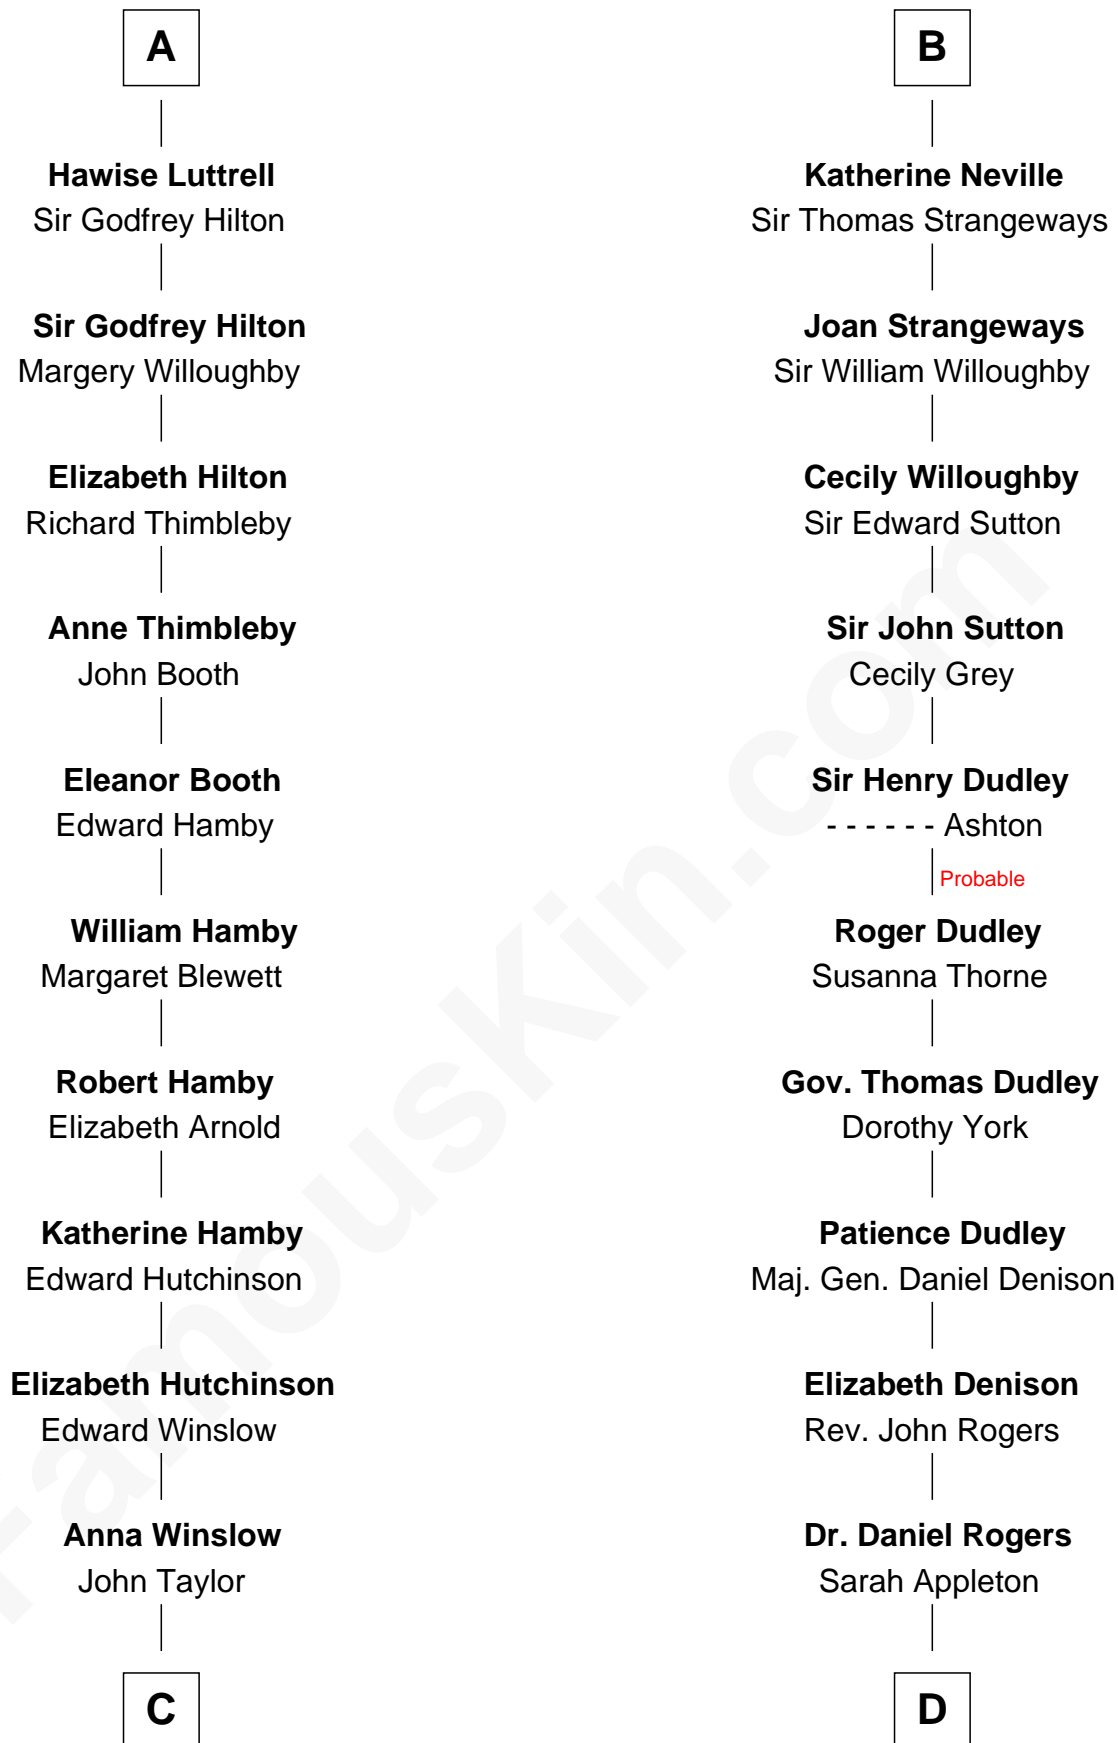 A
Hawise Luttrell
Sir Godfrey Hilton
Sir Godfrey Hilton
Margery Willoughby
Elizabeth Hilton
Richard Thimbleby
Anne Thimbleby
John Booth
Eleanor Booth
Edward Hamby
William Hamby
Margaret Blewett
Robert Hamby
Elizabeth Arnold
Katherine Hamby
Edward Hutchinson
Elizabeth Hutchinson
Edward Winslow
Anna Winslow
John Taylor
C
B
Katherine Neville
Sir Thomas Strangeways
Joan Strangeways
Sir William Willoughby
Cecily Willoughby
Sir Edward Sutton
Sir John Sutton
Cecily Grey
Sir Henry Dudley
- - - - - - Ashton
Probable
Roger Dudley
Susanna Thorne
Gov. Thomas Dudley
Dorothy York
Patience Dudley
Maj. Gen. Daniel Denison
Elizabeth Denison
Rev. John Rogers
Dr. Daniel Rogers
Sarah Appleton
D
FamousKin.com